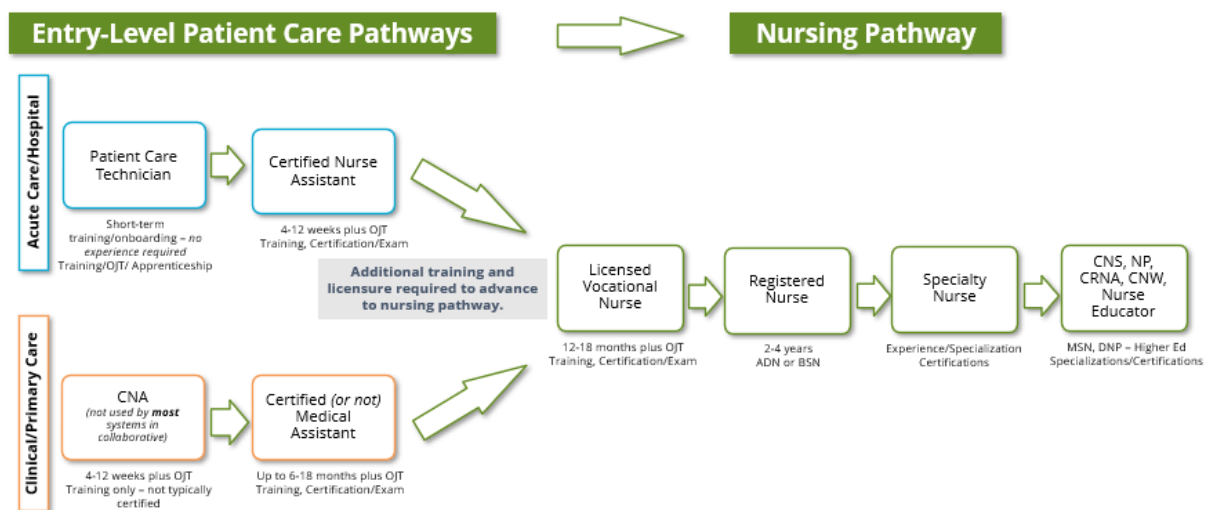 Entry-Level Patient Care Pathways
Nursing Pathway
Acute Care/Hospital
Patient Care
Technician
Short-term
training/onboarding – no
experience required
Training/OJT/ Apprenticeship
Certified Nurse
Assistant
4-12 weeks plus OJT
Training, Certification/Exam
Additional training and
licensure required to advance
to nursing pathway.
Clinical/Primary Care
CNA
(not used by most
systems in
collaborative)
4-12 weeks plus OJT
Training only – not typically
certified
Certified (or not)
Medical
Assistant
Up to 6-18 months plus OJT
Training, Certification/Exam
Licensed
Vocational
Nurse
12-18 months plus OJT
Training, Certification/Exam
Registered
Nurse
2-4 years
ADN or BSN
Specialty
Nurse
Experience/Specialization
Certifications
CNS, NP,
CRNA, CNW,
Nurse
Educator
MSN, DNP – Higher Ed
Specializations/Certifications